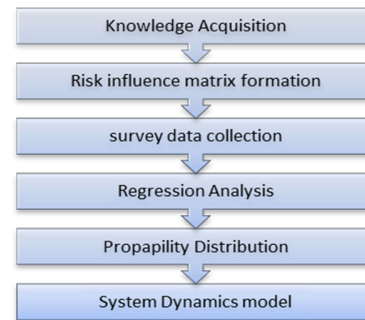 Knowledge Acquisition
Risk influence matrix formation
survey data collection
Regression Analysis
Propapility Distribution
System Dynamics model